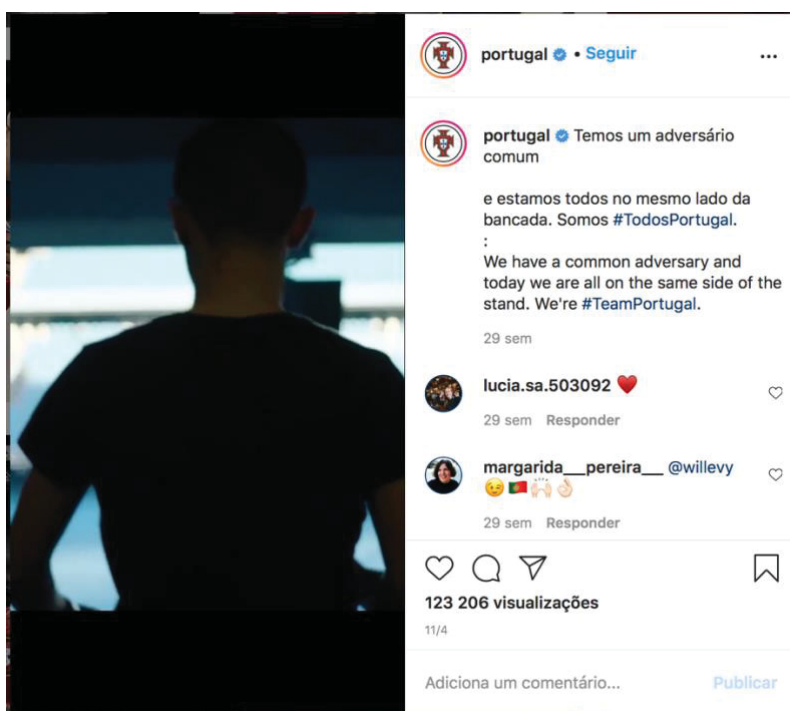 portugal • Seguir
portugal Temos um adversário
comum
e estamos todos no mesmo lado da
bancada. Somos #TodosPortugal.
:
We have a common adversary and
today we are all on the same side of the
stand. We're #TeamPortugal.
29 sem
lucia.sa.503092 ❤️
29 sem Responder
margarida__pereira__ @willevy
😉🇵🇹🙌🏻👌🏻
29 sem Responder
123 206 visualizações
11/4
Adiciona um comentário... Publicar